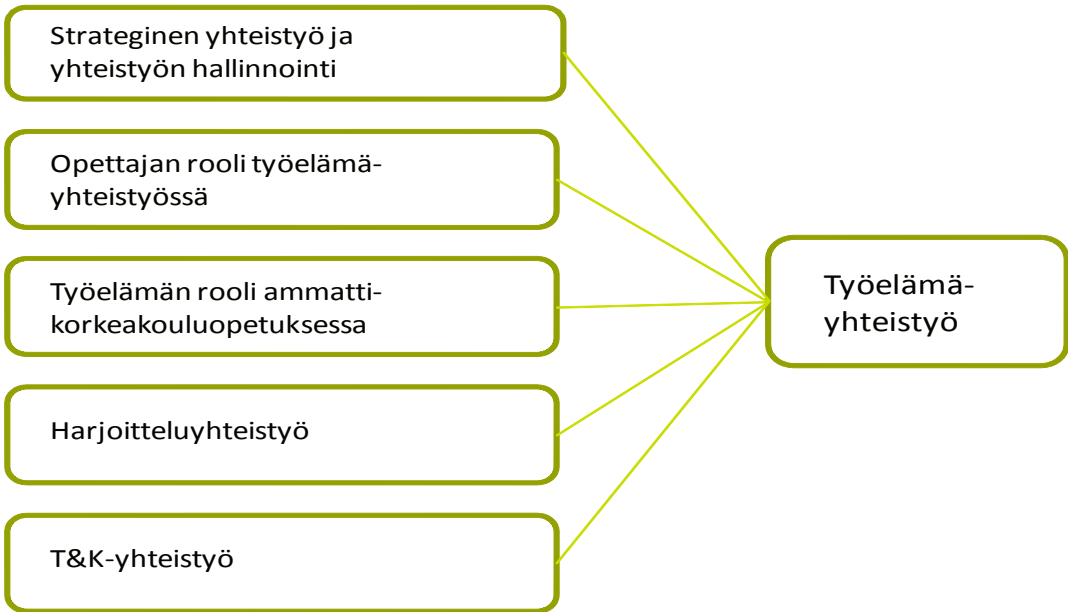 Strateginen yhteistyö ja
yhteistyön hallinnointi
Opettajan rooli työelämä-
yhteistyössä
Työelämän rooli ammatti-
korkeakouluopetuksessa
Harjoitteluyhteistyö
T&K-yhteistyö
Työelämä-
yhteistyö